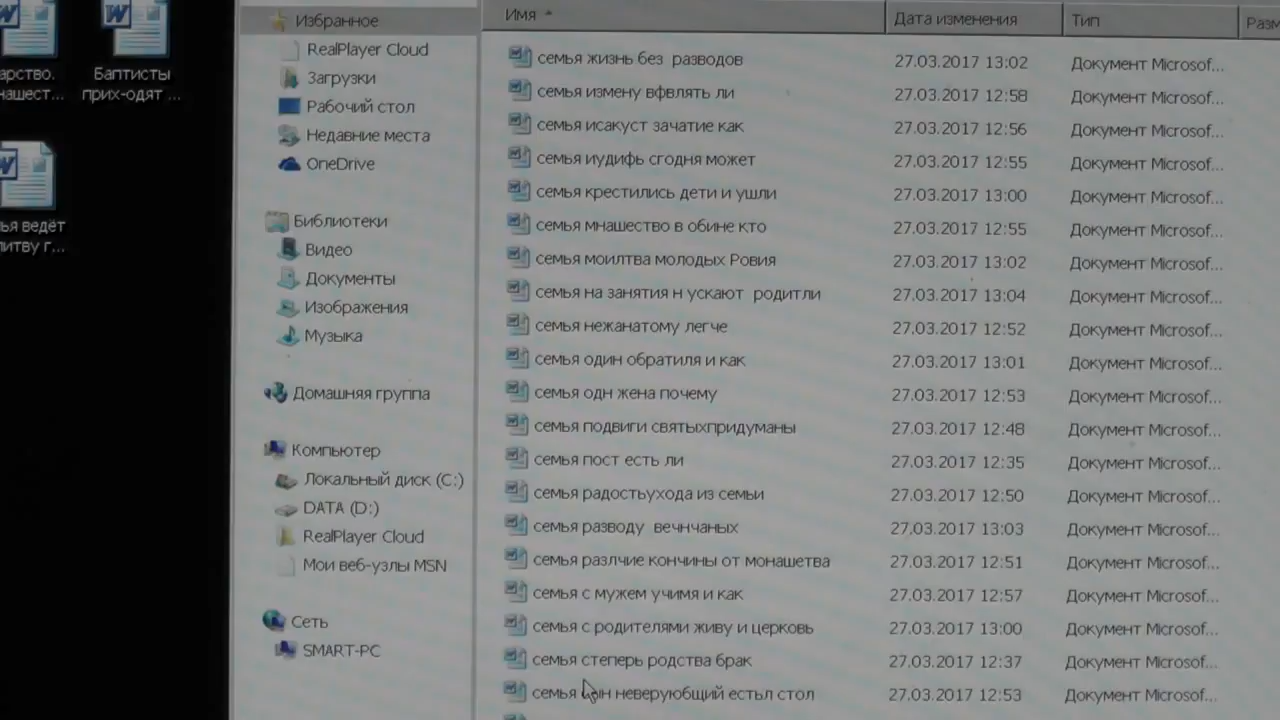 арство.
нашест...
Баптисты
прих-одят ...
ья ведёт
литву г...
Избранное
RealPlayer Cloud
Загрузки
Рабочий стол
Недавние места
OneDrive
Библиотеки
Видео
Документы
Изображения
Музыка
Домашняя группа
Компьютер
Локальный диск (C:)
DATA (D:)
RealPlayer Cloud
Мои веб-узлы MSN
Сеть
SMART-PC
Имя Дата изменения Тип Разм
семья жизнь без разводов 27.03.2017 13:02 Документ Microsof...
семья измену вфвлять ли 27.03.2017 12:58 Документ Microsof...
семья исакуст зачатие как 27.03.2017 12:56 Документ Microsof...
семья иудифь сгодня может 27.03.2017 12:55 Документ Microsof...
семья крестились дети и ушли 27.03.2017 13:00 Документ Microsof...
семья мнашество в обине кто 27.03.2017 12:55 Документ Microsof...
семья моилтва молодых Ровия 27.03.2017 13:02 Документ Microsof...
семья на занятия н ускают родитли 27.03.2017 13:04 Документ Microsof...
семья нежанатому легче 27.03.2017 12:52 Документ Microsof...
семья один обратиля и как 27.03.2017 13:01 Документ Microsof...
семья одн жена почему 27.03.2017 12:53 Документ Microsof...
семья подвиги святыхпридуманы 27.03.2017 12:48 Документ Microsof...
семья пост есть ли 27.03.2017 12:35 Документ Microsof...
семья радостьухода из семьи 27.03.2017 12:50 Документ Microsof...
семья разводу вечнчаных 27.03.2017 13:03 Документ Microsof...
семья разлчие кончины от монашетва 27.03.2017 12:51 Документ Microsof...
семья с мужем учимя и как 27.03.2017 12:57 Документ Microsof...
семья с родителями живу и церковь 27.03.2017 13:00 Документ Microsof...
семья степерь родства брак 27.03.2017 12:37 Документ Microsof...
семья сын неверуюбщий естьл стол 27.03.2017 12:53 Документ Microsof...